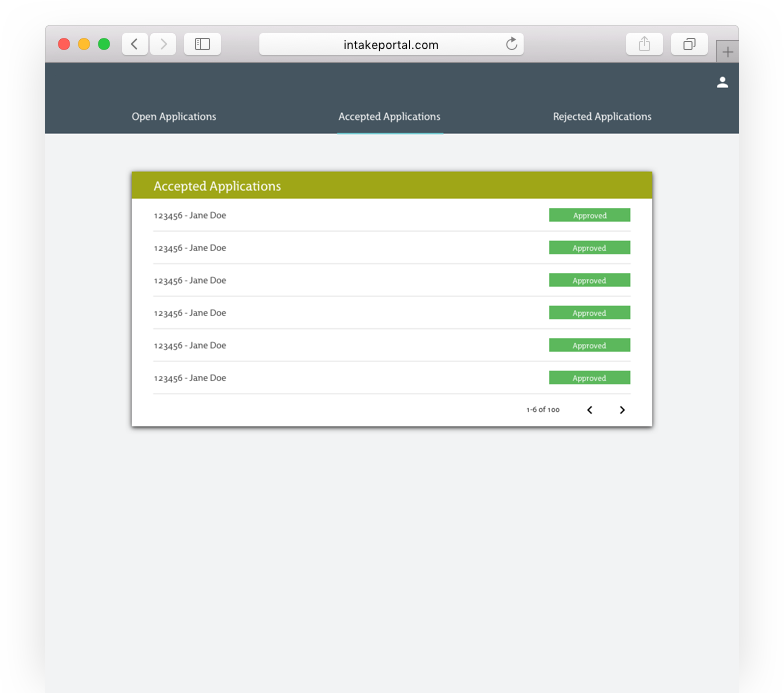 intakeportal.com
Open Applications Accepted Applications Rejected Applications
Accepted Applications
123456 - Jane Doe Approved
123456 - Jane Doe Approved
123456 - Jane Doe Approved
123456 - Jane Doe Approved
123456 - Jane Doe Approved
123456 - Jane Doe Approved
1-6 of 100